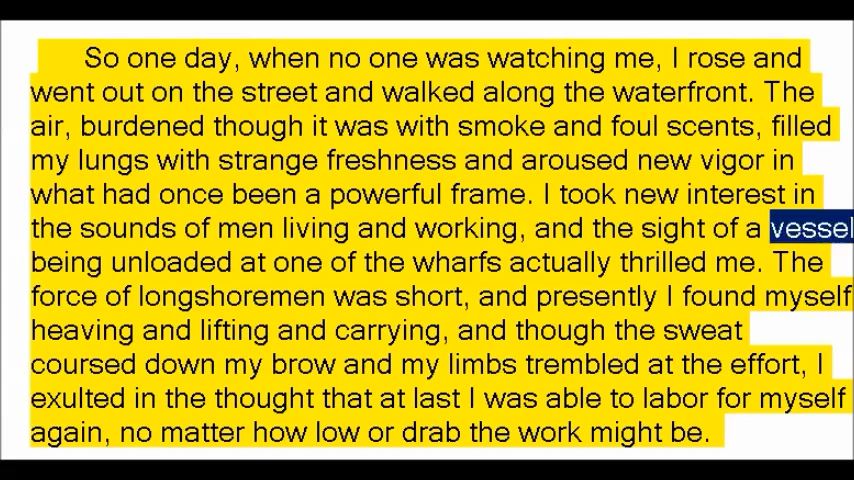 So one day, when no one was watching me, I rose and
went out on the street and walked along the waterfront. The
air, burdened though it was with smoke and foul scents, filled
my lungs with strange freshness and aroused new vigor in
what had once been a powerful frame. I took new interest in
the sounds of men living and working, and the sight of a vessel
being unloaded at one of the wharfs actually thrilled me. The
force of longshoremen was short, and presently I found myself
heaving and lifting and carrying, and though the sweat
coursed down my brow and my limbs trembled at the effort, I
exulted in the thought that at last I was able to labor for myself
again, no matter how low or drab the work might be.